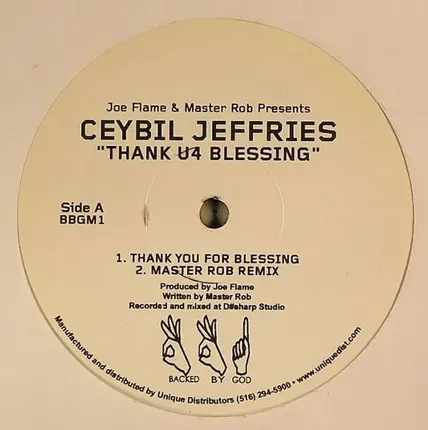 Joe Flame & Master Rob Presents
CEYBIL JEFFRIES
"THANK U4 BLESSING"
Side A
BBGM1
1. THANK YOU FOR BLESSING
2. MASTER ROB REMIX
Produced by Joe Flame
Written by Master Rob
Recorded and mixed at D#sharp Studio
BACKED BY GOD
Manufactured and distributed by Unique Distributors (516) 294-5900 • www.uniquedist.com